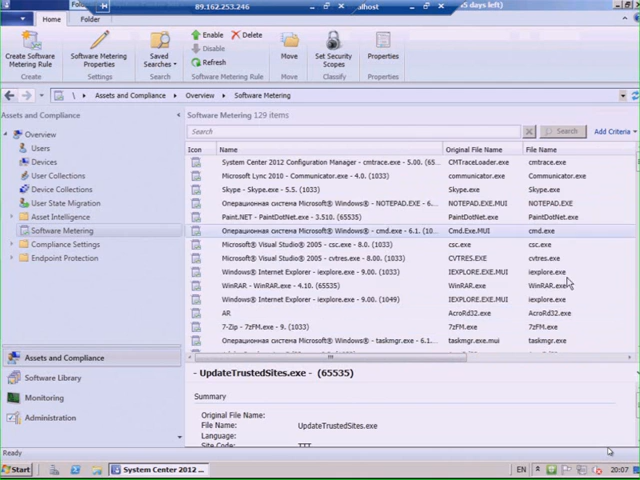 89.162.253.246
lhost
s5 days left)
Fol
Home
Folder
Create Software Metering Rule
Software Metering Properties
Saved Searches
Enable
Delete
Disable
Refresh
Move
Set Security Scopes
Properties
Create
Settings
Search
Software Metering Rule
Move
Classify
Properties
\ Assets and Compliance Overview Software Metering
Assets and Compliance
Overview
Users
Devices
User Collections
Device Collections
User State Migration
Asset Intelligence
Software Metering
Compliance Settings
Endpoint Protection
Assets and Compliance
Software Library
Monitoring
Administration
Software Metering 129 items
Search
Search
Add Criteria
Icon Name Original File Name File Name
System Center 2012 Configuration Manager - cmtrace.exe - 5.00. (65... CMTraceLoader.exe cmtrace.exe
Microsoft Lync 2010 - Communicator.exe - 4.0. (1033) communicator.exe Communicator.exe
Skype - Skype.exe - 5.5. (1033) Skype.exe Skype.exe
Операционная система Microsoft® Windows® - NOTEPAD.EXE - 6.... NOTEPAD.EXE.MUI NOTEPAD.EXE
Paint.NET - PaintDotNet.exe - 3.510. (65535) PaintDotNet.exe PaintDotNet.exe
Операционная система Microsoft® Windows® - cmd.exe - 6.1. (10... Cmd.Exe.MUI cmd.exe
Microsoft® Visual Studio® 2005 - csc.exe - 8.0. (1033) csc.exe csc.exe
Microsoft® Visual Studio® 2005 - cvtres.exe - 8.00. (1033) CVTRES.EXE CVTRES.EXE
Windows® Internet Explorer - iexplore.exe - 9.00. (1033) IEXPLORE.EXE.MUI iexplore.exe
WinRAR - WinRAR.exe - 4.10. (65535) WinRAR.exe WinRAR.exe
Windows® Internet Explorer - iexplore.exe - 9.00. (1049) IEXPLORE.EXE.MUI iexplore.exe
AR AcroRd32.exe AcroRd32.exe
7-Zip - 7zFM.exe - 9. (1033) 7zFM.exe 7zFM.exe
Операционная система Microsoft® Windows® - taskmgr.exe - 6.1.... taskmgr.exe.mui taskmgr.exe
- UpdateTrustedSites.exe - (65535)
Summary
Original File Name:
File Name: UpdateTrustedSites.exe
Language:
Site Code: TTT
Ready
Start
System Center 2012 ...
EN
20:07